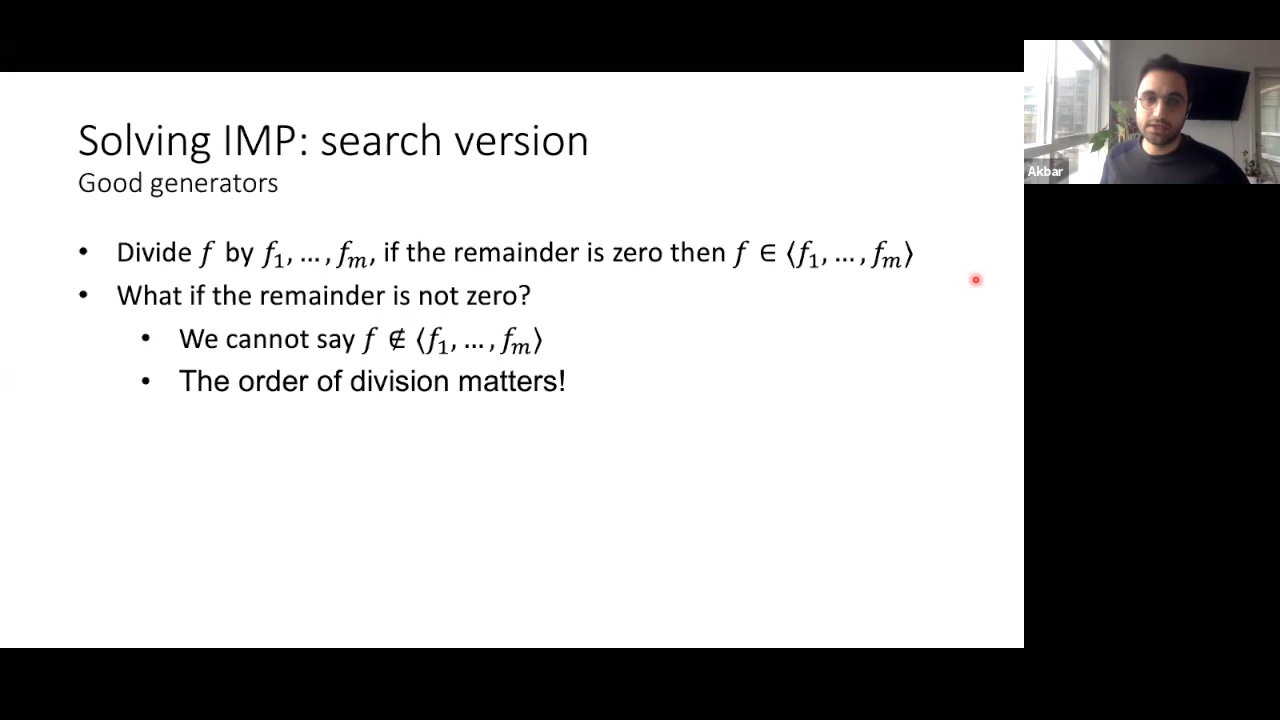 Solving IMP: search version
Good generators
• Divide 𝑓 by 𝑓₁, … , 𝑓ₘ, if the remainder is zero then 𝑓 ∈ ⟨𝑓₁, … , 𝑓ₘ⟩
• What if the remainder is not zero?
• We cannot say 𝑓 ∉ ⟨𝑓₁, … , 𝑓ₘ⟩
• The order of division matters!
Akbar